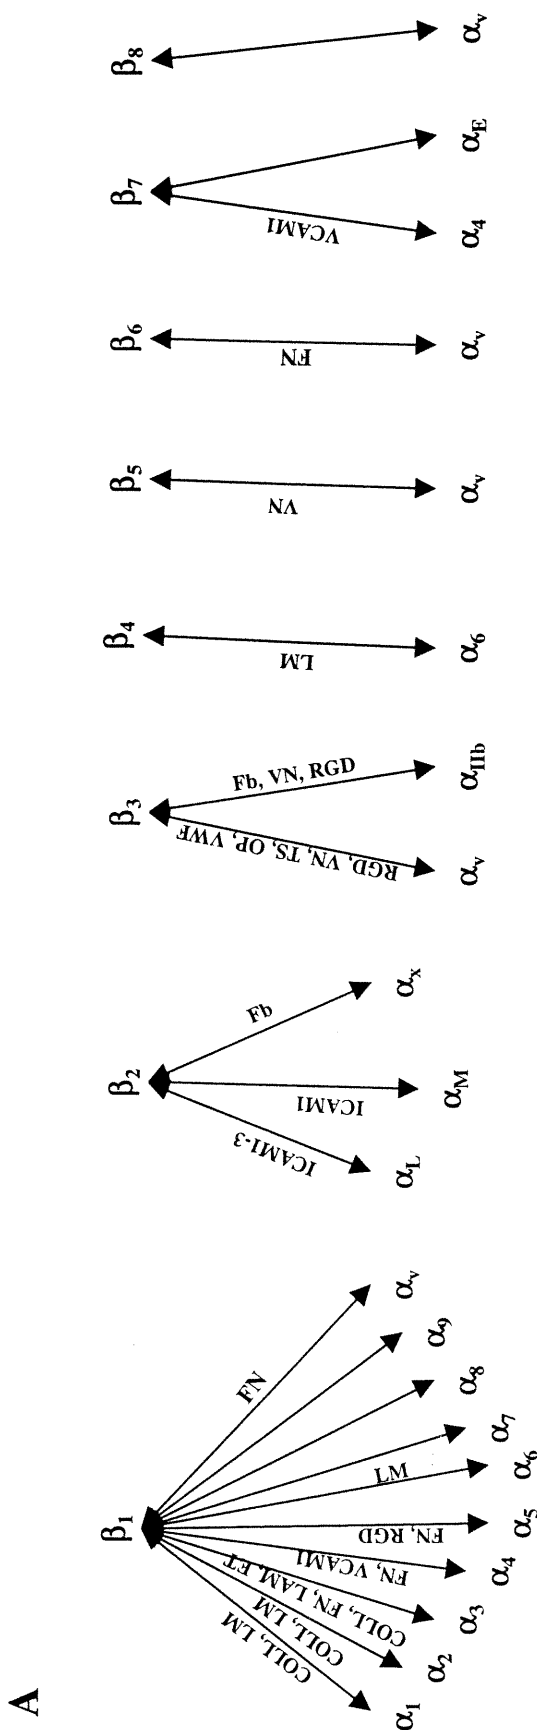 A
β1
COLL, LM
COLL, LM
COLL, FN, LAM, ET
FN, VCAM1
FN, RGD
LM
FN
α1
α2
α3
α4
α5
α6
α7
α8
α9
αv
β2
ICAM1-3
ICAM1
Fb
αL
αM
αx
β3
RGD, VN, TS, OP, VWF
Fb, VN, RGD
αv
αIIb
β4
LM
α6
β5
VN
αv
β6
FN
αv
β7
VCAM1
α4
αE
β8
αv